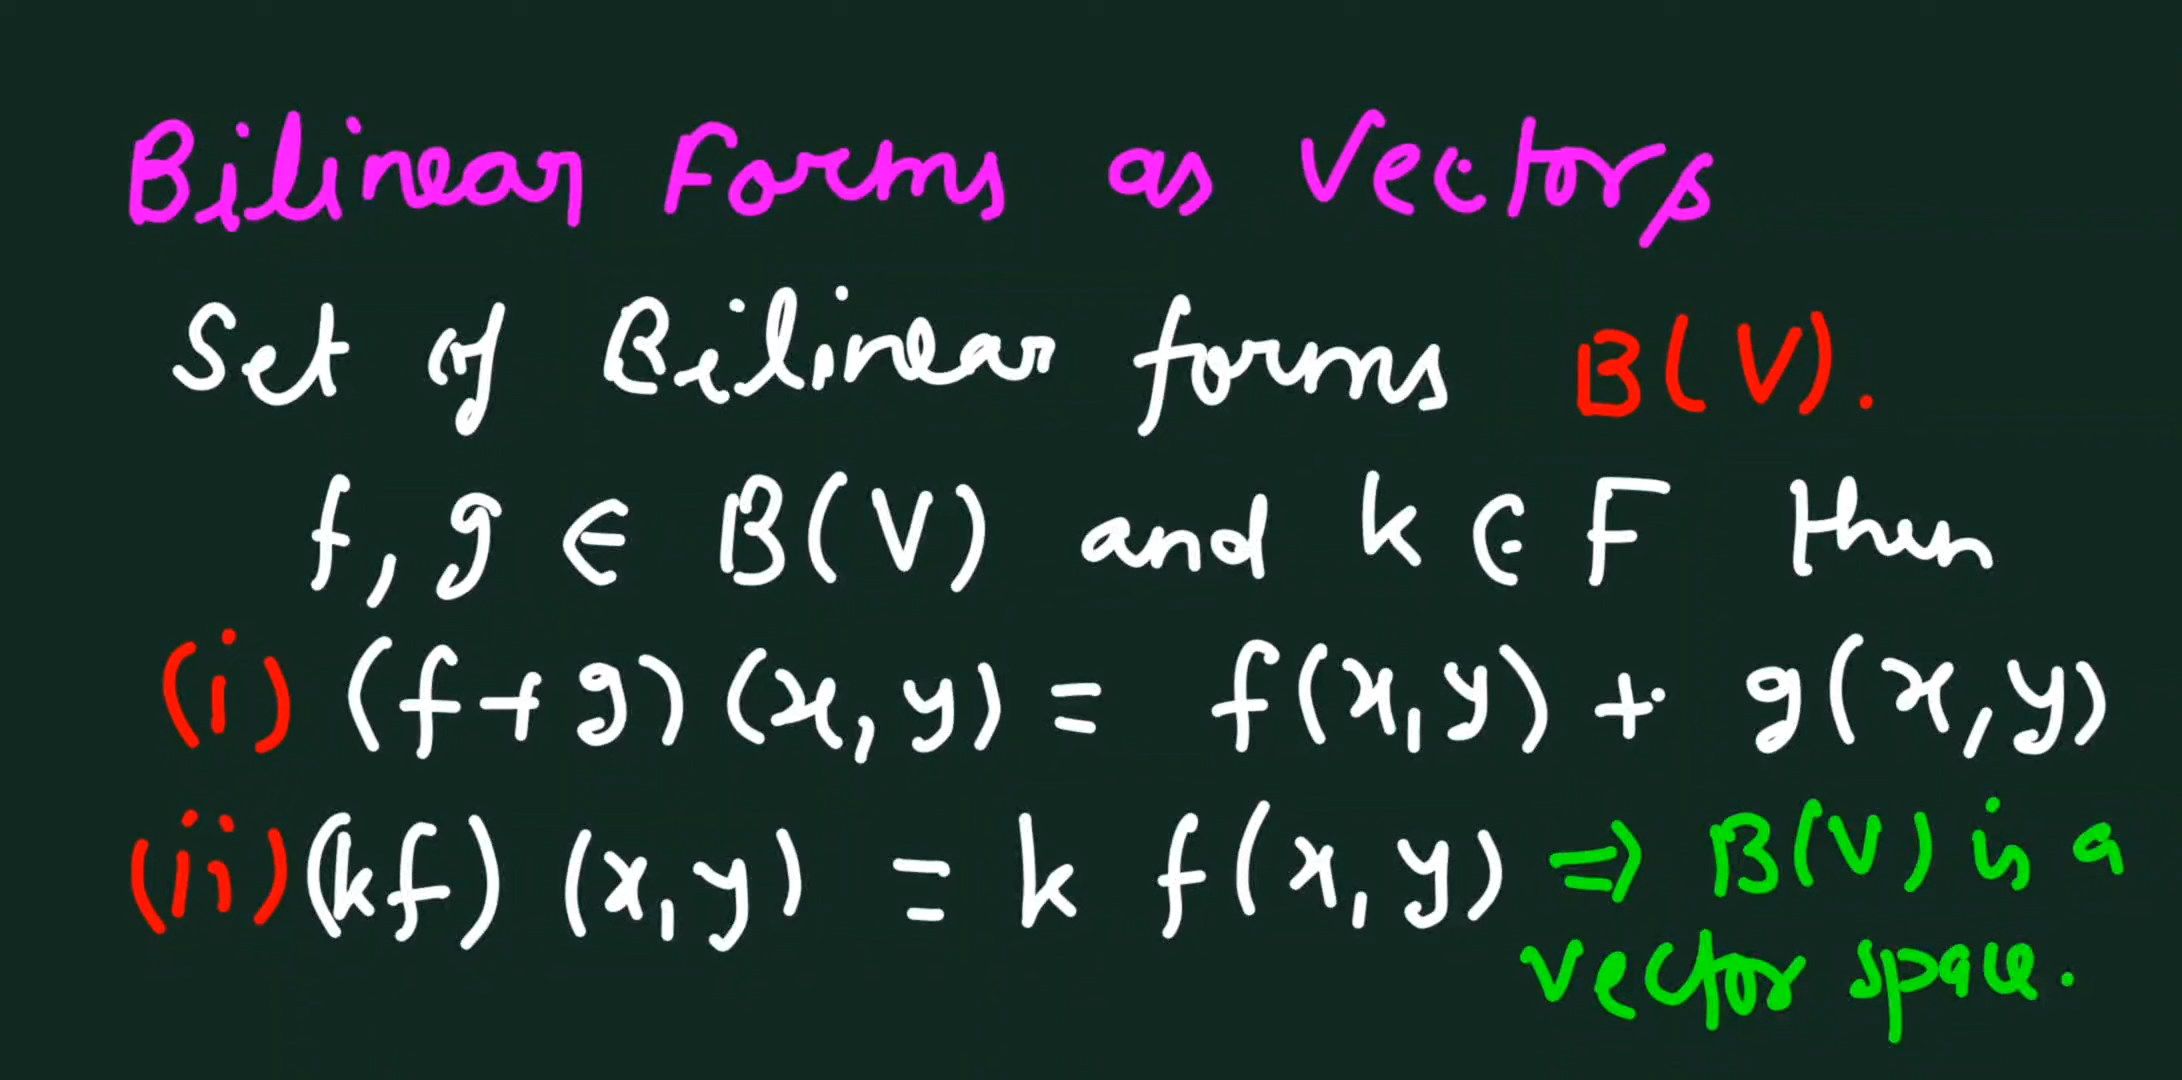 Bilinear Forms as Vectors
Set of Bilinear forms B(V).
f, g ∈ B(V) and k ∈ F then
(i) (f+g) (x, y) = f(x, y) + g(x, y)
(ii) (kf) (x, y) = k f(x, y) ⇒ B(V) is a
vector space.